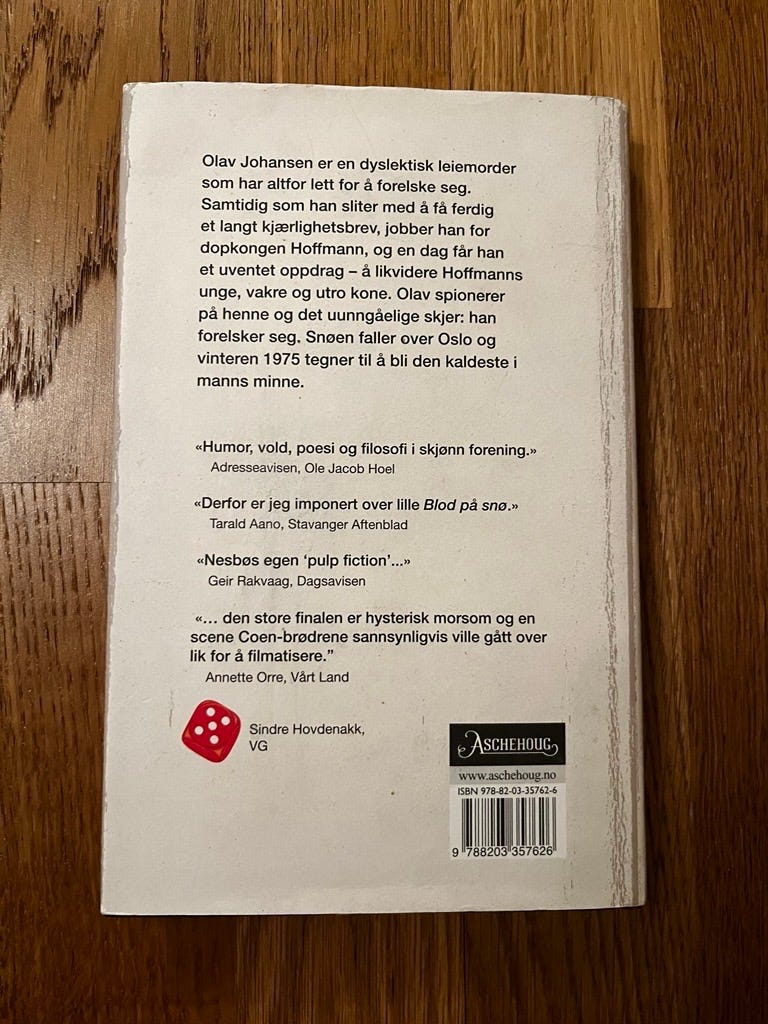 Olav Johansen er en dyslektisk leiemorder
som har altfor lett for å forelske seg.
Samtidig som han sliter med å få ferdig
et langt kjærlighetsbrev, jobber han for
dopkongen Hoffmann, og en dag får han
et uventet oppdrag – å likvidere Hoffmanns
unge, vakre og utro kone. Olav spionerer
på henne og det uunngåelige skjer: han
forelsker seg. Snøen faller over Oslo og
vinteren 1975 tegner til å bli den kaldeste i
manns minne.
«Humor, vold, poesi og filosofi i skjønn forening.»
Adresseavisen, Ole Jacob Hoel
«Derfor er jeg imponert over lille Blod på snø.»
Tarald Aano, Stavanger Aftenblad
«Nesbøs egen ‘pulp fiction’...»
Geir Rakvaag, Dagsavisen
«... den store finalen er hysterisk morsom og en
scene Coen-brødrene sannsynligvis ville gått over
lik for å filmatisere.”
Annette Orre, Vårt Land
Sindre Hovdenakk,
VG
ASCHEHOUG
www.aschehoug.no
ISBN 978-82-03-35762-6
9 788203 357626